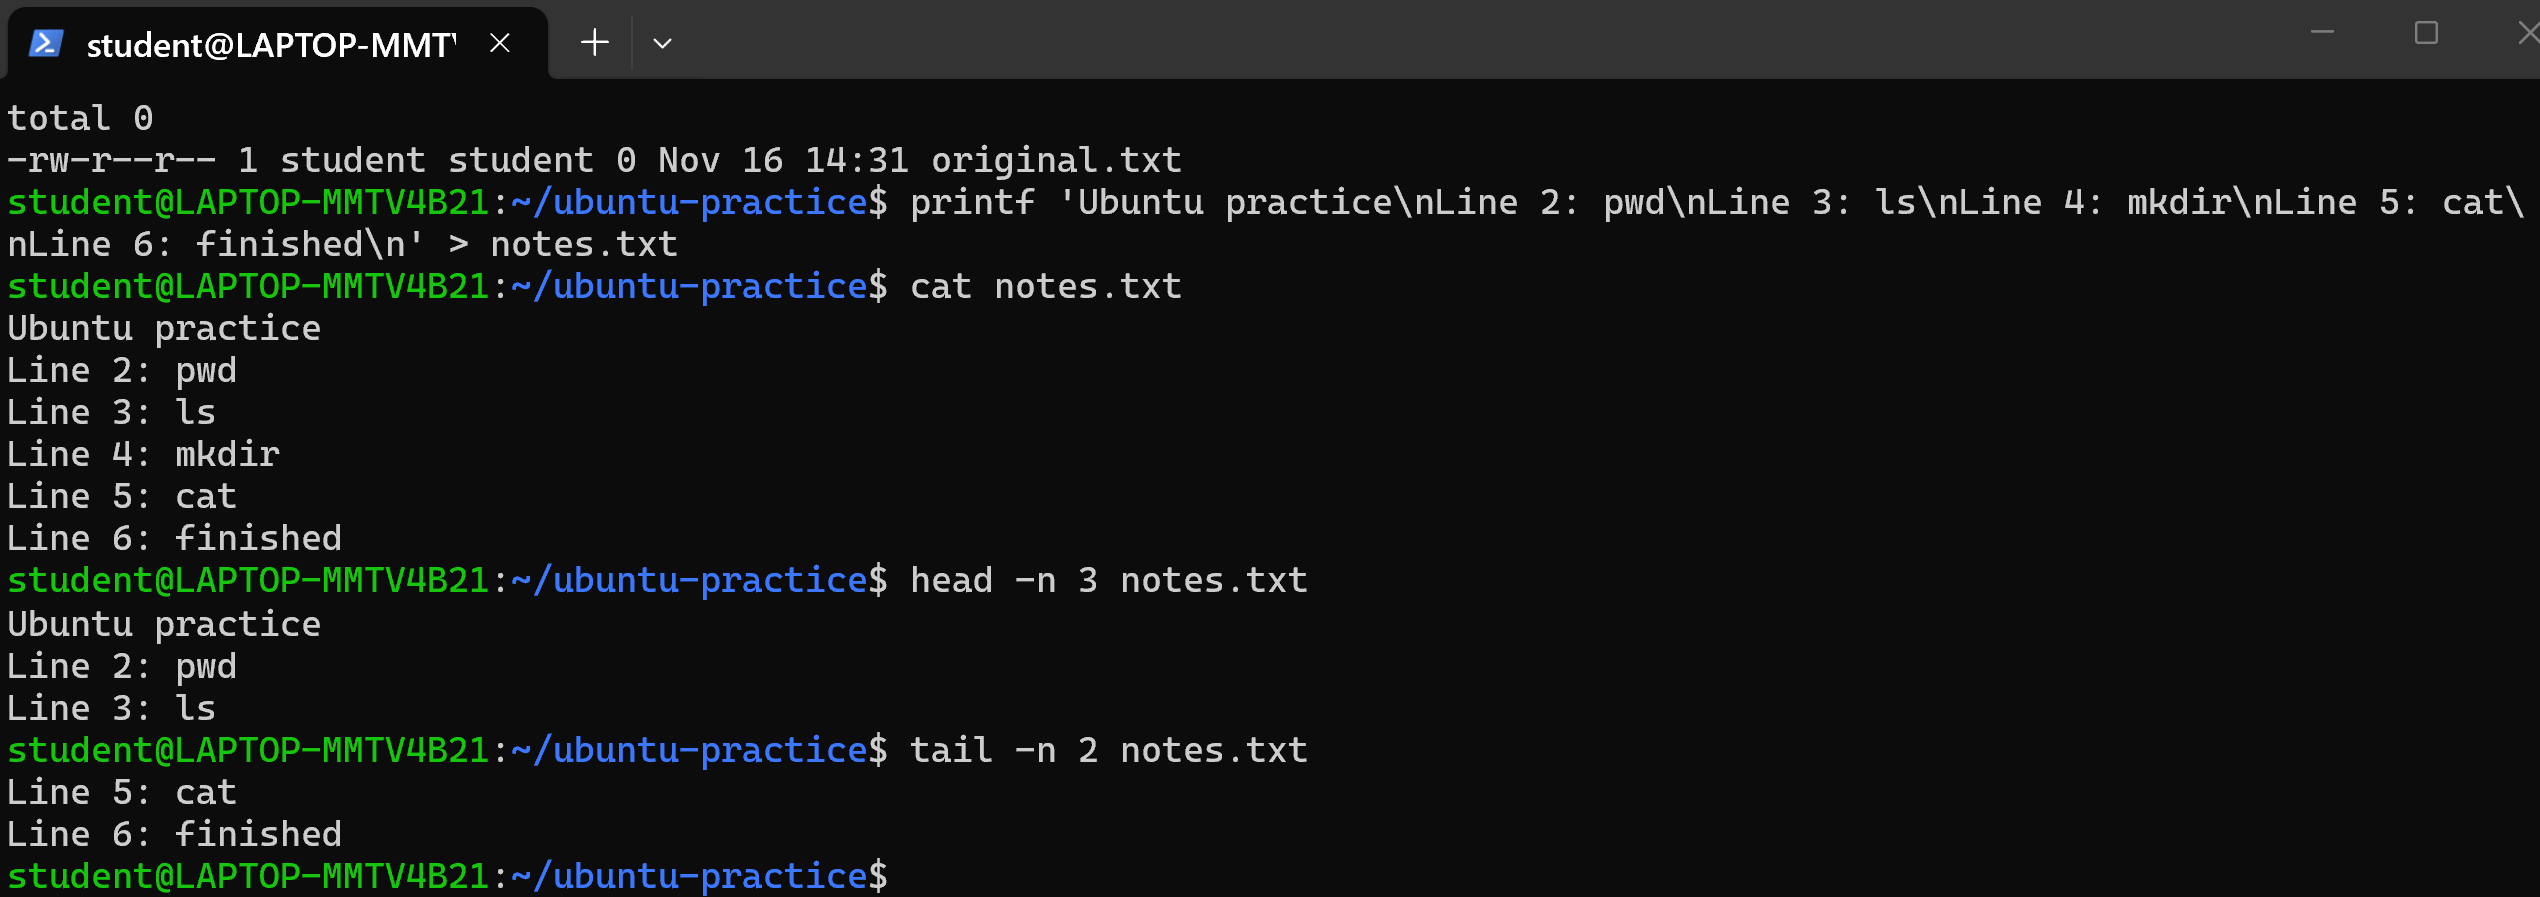 student@LAPTOP-MMTV
total 0
-rw-r--r-- 1 student student 0 Nov 16 14:31 original.txt
student@LAPTOP-MMTV4B21:~/ubuntu-practice$ printf 'Ubuntu practice\nLine 2: pwd\nLine 3: ls\nLine 4: mkdir\nLine 5: cat\
nLine 6: finished\n' > notes.txt
student@LAPTOP-MMTV4B21:~/ubuntu-practice$ cat notes.txt
Ubuntu practice
Line 2: pwd
Line 3: ls
Line 4: mkdir
Line 5: cat
Line 6: finished
student@LAPTOP-MMTV4B21:~/ubuntu-practice$ head -n 3 notes.txt
Ubuntu practice
Line 2: pwd
Line 3: ls
student@LAPTOP-MMTV4B21:~/ubuntu-practice$ tail -n 2 notes.txt
Line 5: cat
Line 6: finished
student@LAPTOP-MMTV4B21:~/ubuntu-practice$